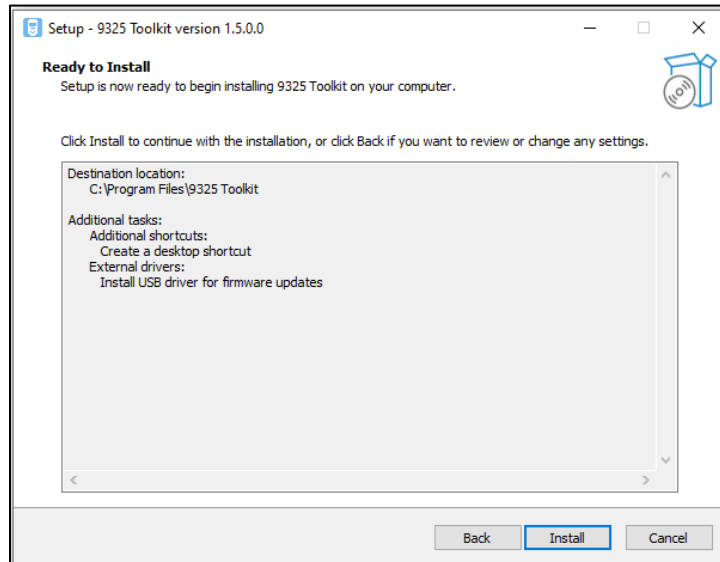 Setup - 9325 Toolkit version 1.5.0.0
Ready to Install
Setup is now ready to begin installing 9325 Toolkit on your computer.
Click Install to continue with the installation, or click Back if you want to review or change any settings.
Destination location:
C:\Program Files\9325 Toolkit
Additional tasks:
Additional shortcuts:
Create a desktop shortcut
External drivers:
Install USB driver for firmware updates
Back Install Cancel